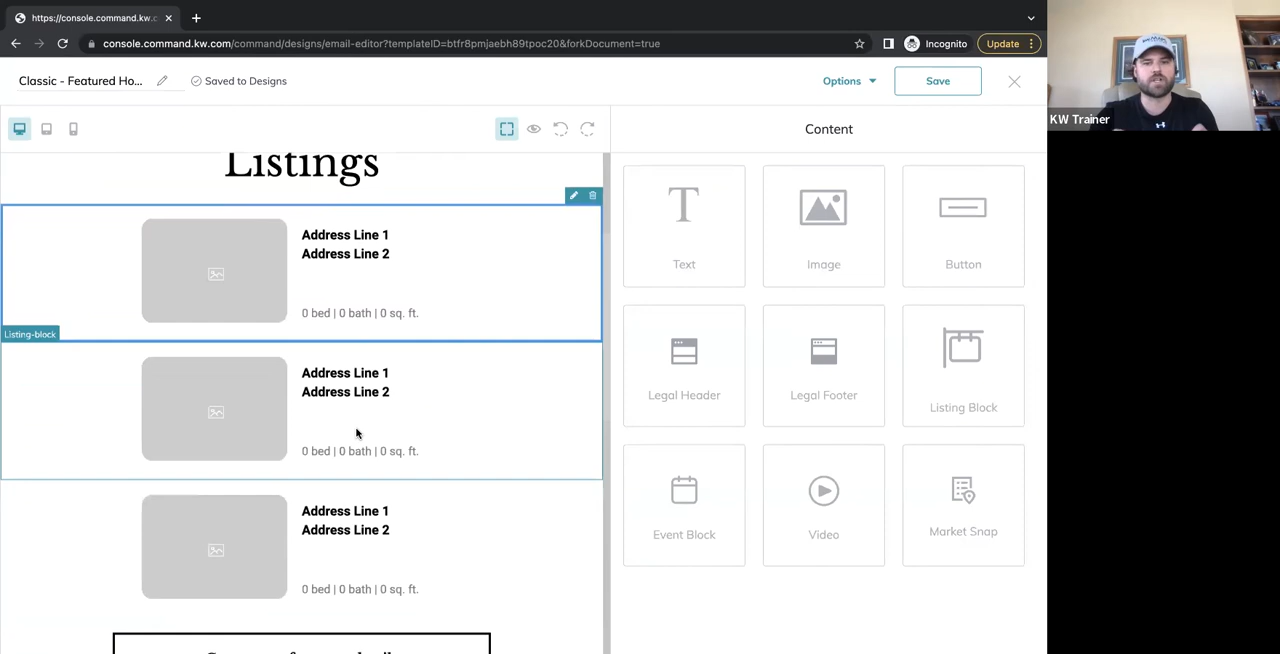 https://console.command.kw.c
console.command.kw.com/command/designs/email-editor?templateID=btfr8pmjaebh89tpoc20&forkDocument=true
Incognito
Update
Classic - Featured Ho...
Saved to Designs
Options
Save
KW Trainer
Content
Listings
Address Line 1
Address Line 2
0 bed | 0 bath | 0 sq. ft.
Listing-block
Address Line 1
Address Line 2
0 bed | 0 bath | 0 sq. ft.
Address Line 1
Address Line 2
0 bed | 0 bath | 0 sq. ft.
T
Text
Image
Button
Legal Header
Legal Footer
Listing Block
Event Block
Video
Market Snap